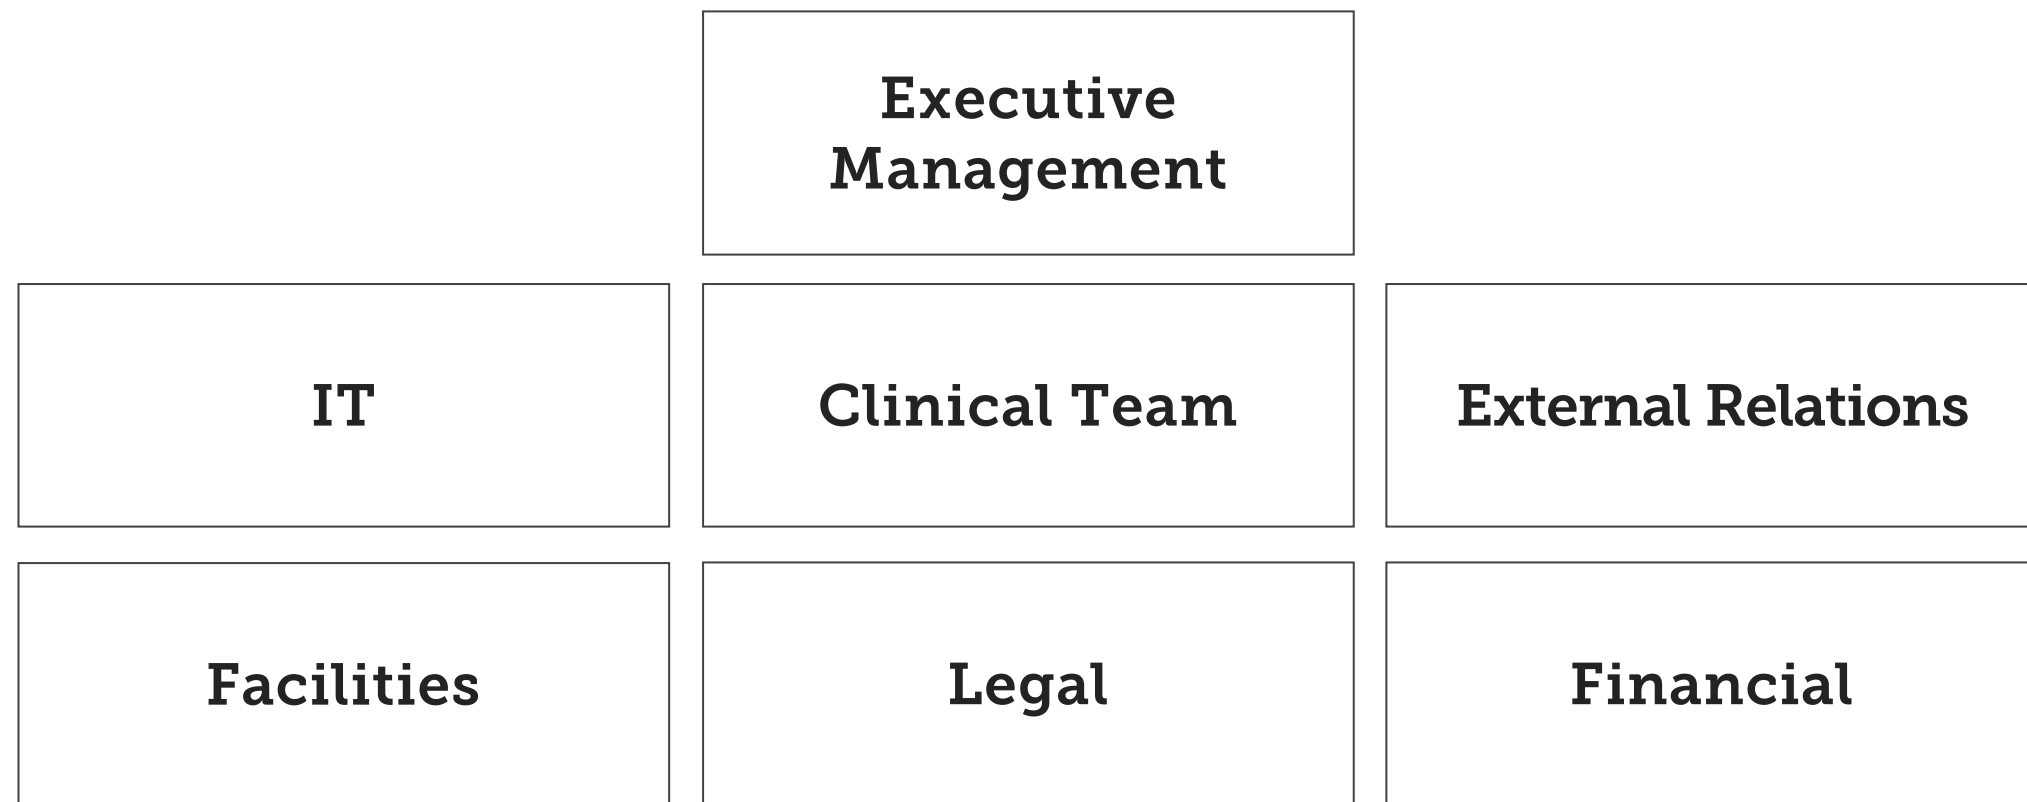 Executive
Management
IT
Clinical Team
External Relations
Facilities
Legal
Financial